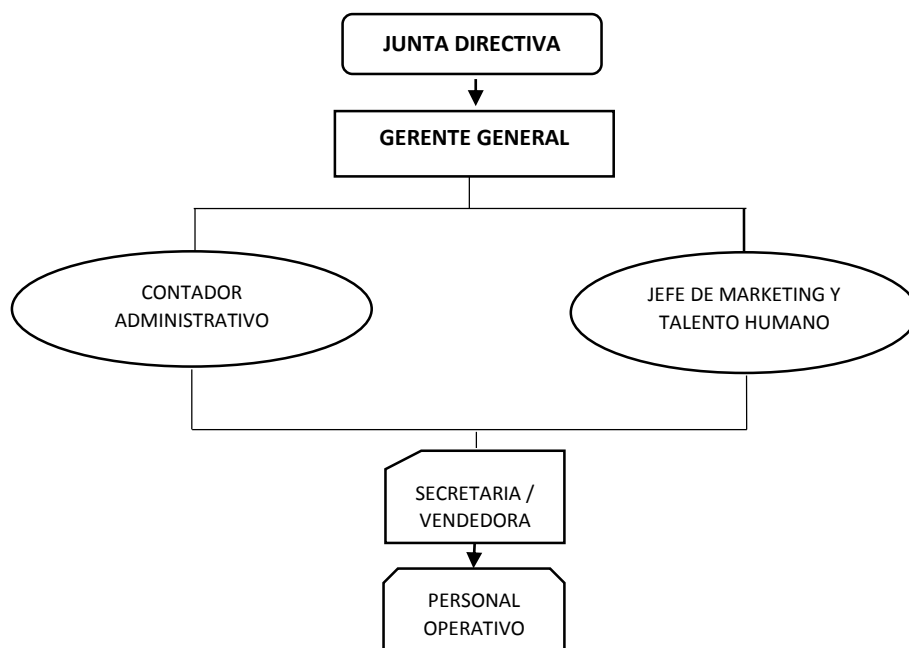 JUNTA DIRECTIVA
GERENTE GENERAL
CONTADOR
ADMINISTRATIVO
JEFE DE MARKETING Y
TALENTO HUMANO
SECRETARIA /
VENDEDORA
PERSONAL
OPERATIVO